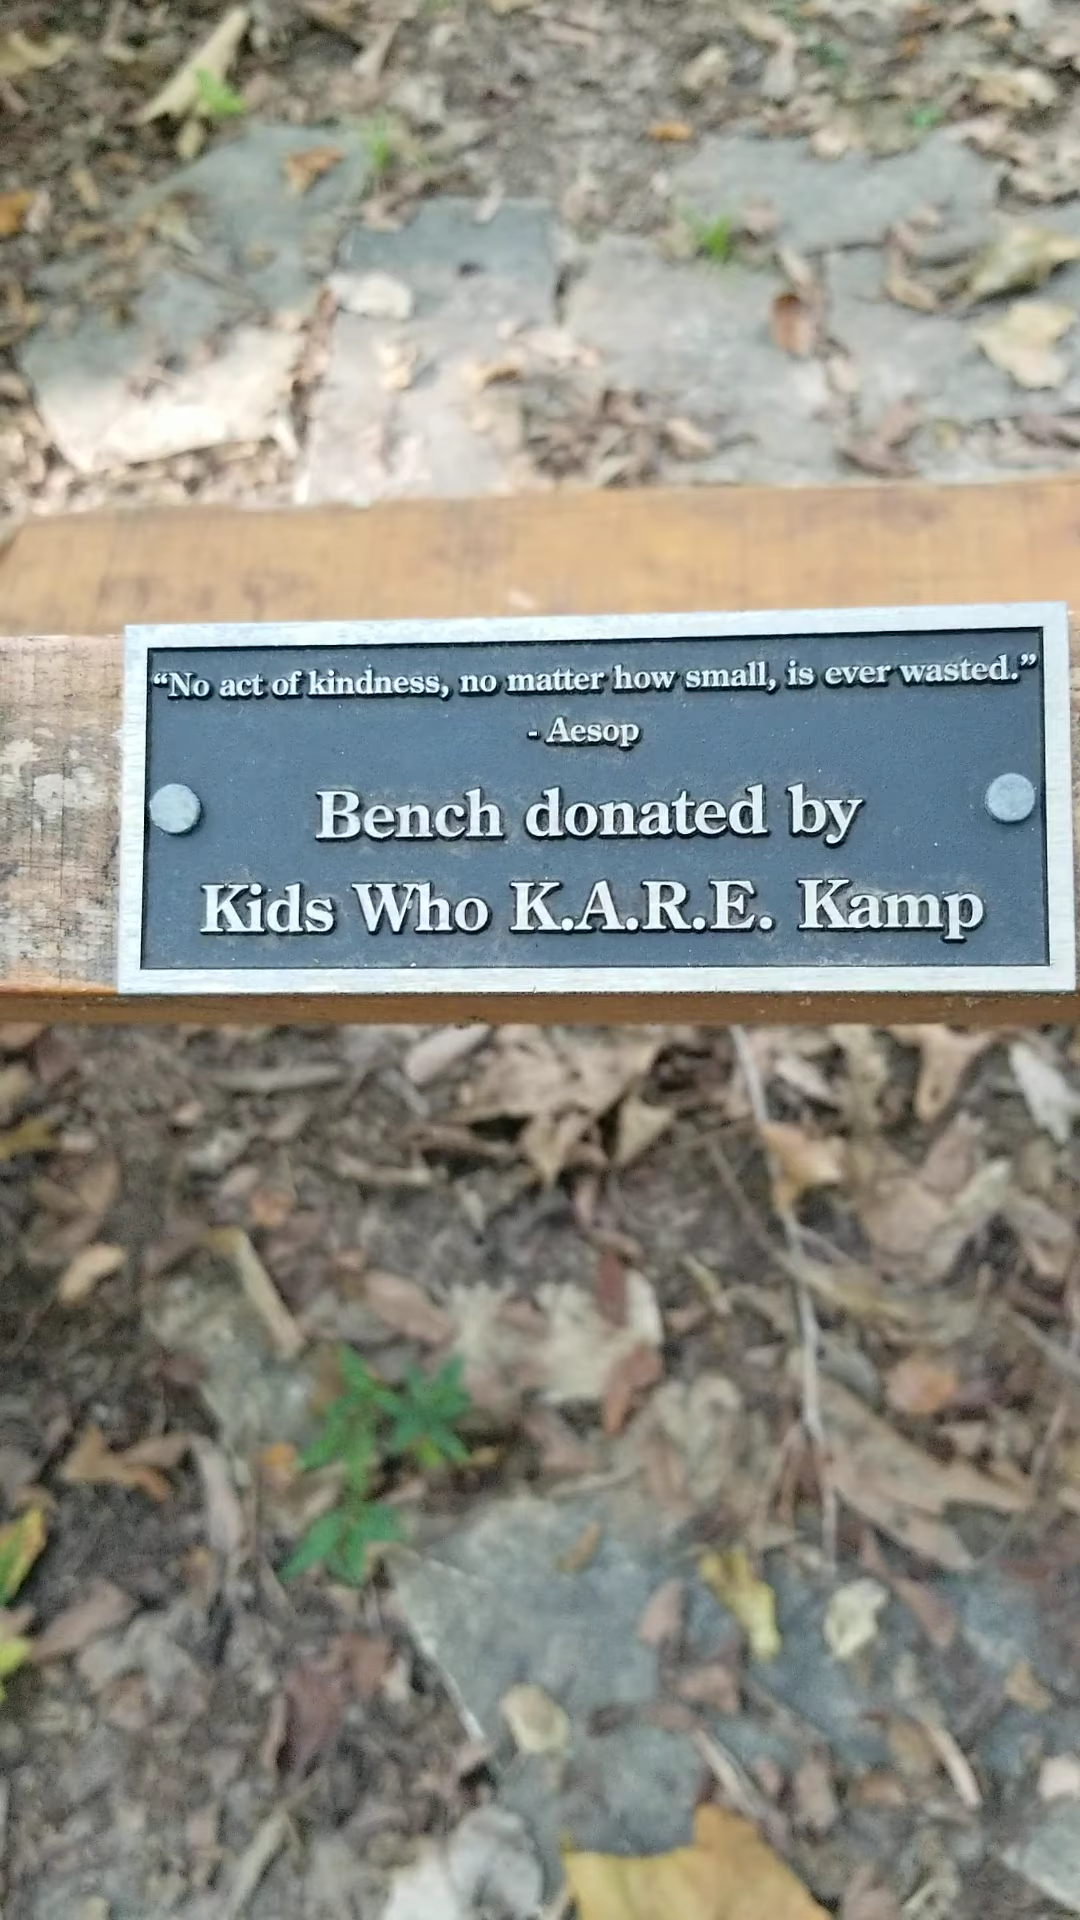 “No act of kindness, no matter how small, is ever wasted.”
- Aesop
Bench donated by
Kids Who K.A.R.E. Kamp